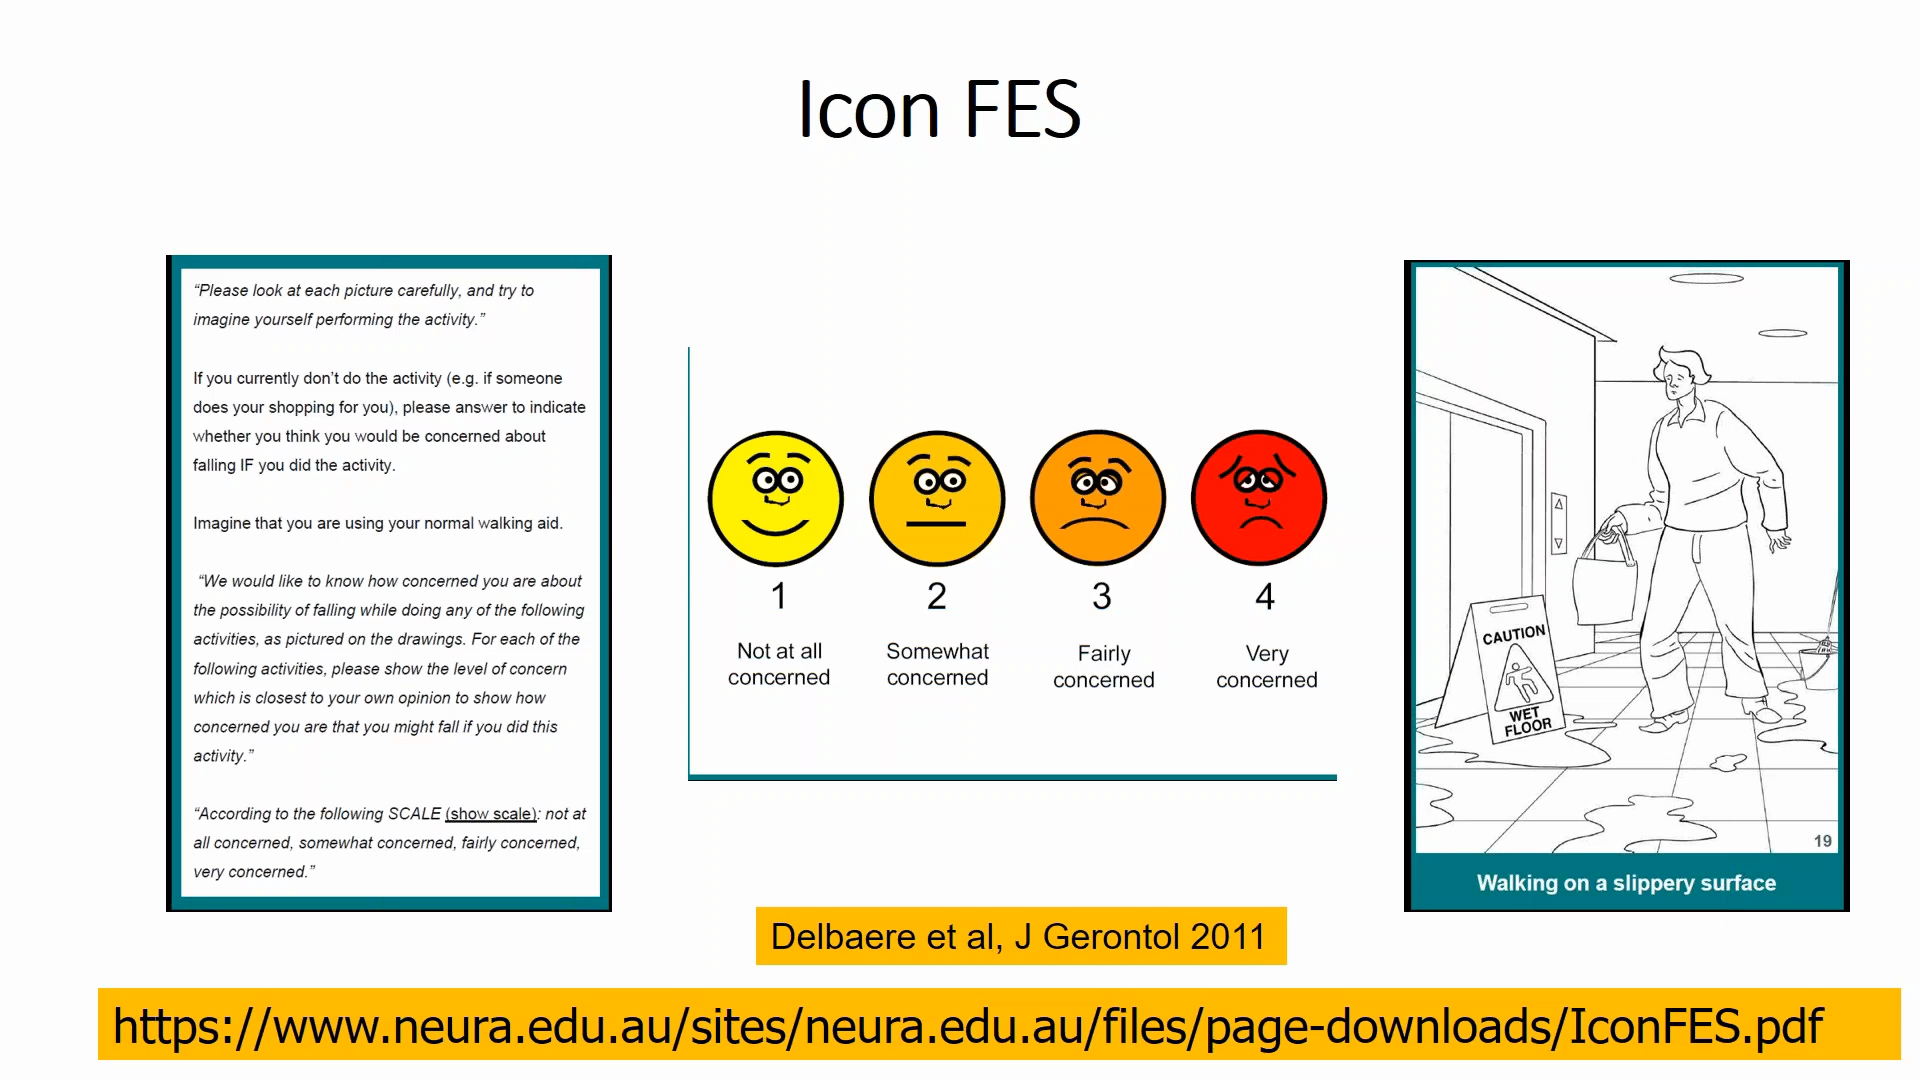 Icon FES
“Please look at each picture carefully, and try to
imagine yourself performing the activity.”
If you currently don’t do the activity (e.g. if someone
does your shopping for you), please answer to indicate
whether you think you would be concerned about
falling IF you did the activity.
Imagine that you are using your normal walking aid.
“We would like to know how concerned you are about
the possibility of falling while doing any of the following
activities, as pictured on the drawings. For each of the
following activities, please show the level of concern
which is closest to your own opinion to show how
concerned you are that you might fall if you did this
activity.”
“According to the following SCALE (show scale): not at
all concerned, somewhat concerned, fairly concerned,
very concerned.”
1
Not at all
concerned
2
Somewhat
concerned
3
Fairly
concerned
4
Very
concerned
CAUTION
WET
FLOOR
19
Walking on a slippery surface
Delbaere et al, J Gerontol 2011
https://www.neura.edu.au/sites/neura.edu.au/files/page-downloads/IconFES.pdf